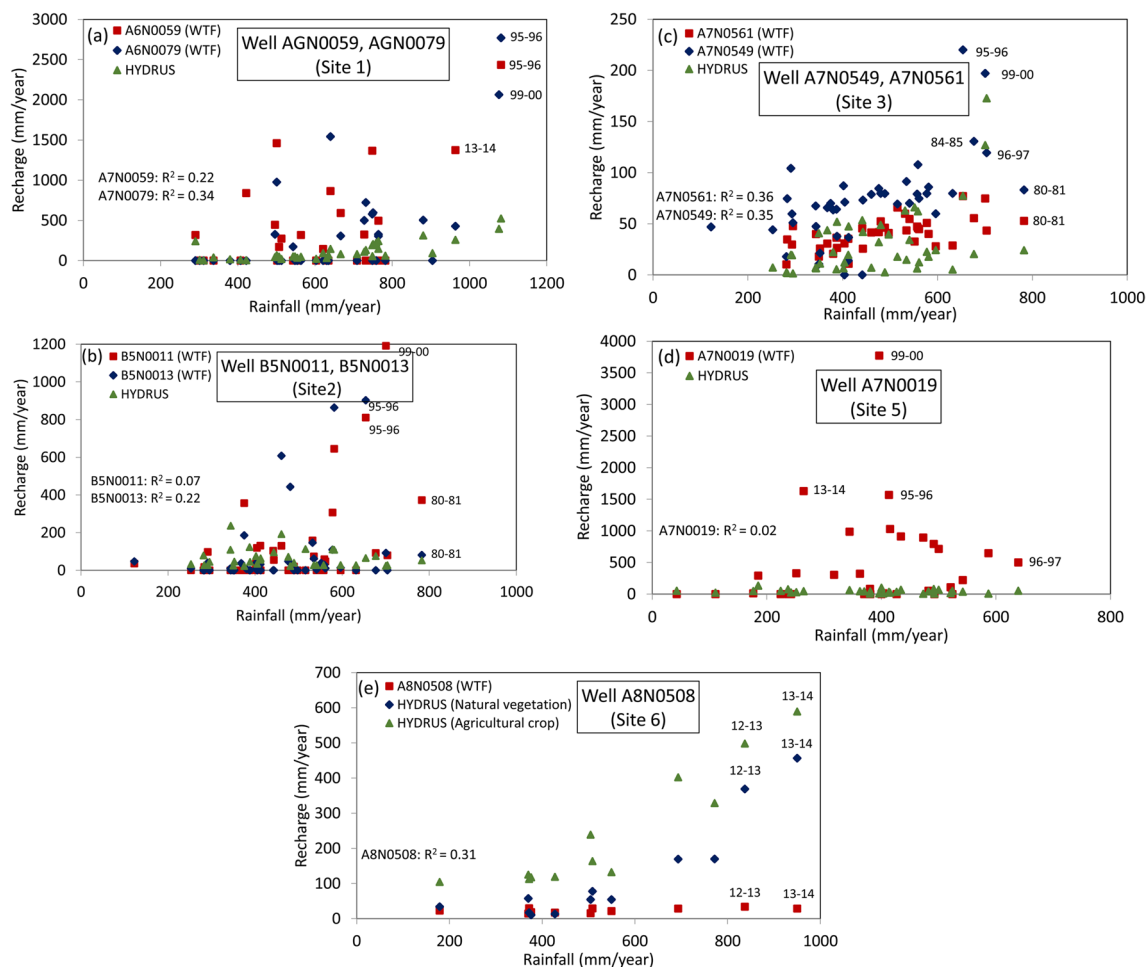 (a)
A6N0059 (WTF)
A6N0079 (WTF)
HYDRUS
Well AGN0059, AGN0079
(Site 1)
95-96
95-96
99-00
13-14
A7N0059: R² = 0.22
A7N0079: R² = 0.34
3000
2500
2000
1500
1000
500
0
0 200 400 600 800 1000 1200
Recharge (mm/year)
Rainfall (mm/year)
(c)
A7N0561 (WTF)
A7N0549 (WTF)
HYDRUS
Well A7N0549, A7N0561
(Site 3)
95-96
99-00
84-85
96-97
80-81
80-81
A7N0561: R² = 0.36
A7N0549: R² = 0.35
250
200
150
100
50
0
0 200 400 600 800 1000
Recharge (mm/year)
Rainfall (mm/year)
(b)
B5N0011 (WTF)
B5N0013 (WTF)
HYDRUS
Well B5N0011, B5N0013
(Site2)
99-00
95-96
95-96
80-81
80-81
B5N0011: R² = 0.07
B5N0013: R² = 0.22
1200
1000
800
600
400
200
0
0 200 400 600 800 1000
Recharge (mm/year)
Rainfall (mm/year)
(d)
A7N0019 (WTF)
HYDRUS
Well A7N0019
(Site 5)
99-00
13-14
95-96
96-97
A7N0019: R² = 0.02
4000
3500
3000
2500
2000
1500
1000
500
0
0 200 400 600 800
Recharge (mm/year)
Rainfall (mm/year)
(e)
A8N0508 (WTF)
HYDRUS (Natural vegetation)
HYDRUS (Agricultural crop)
Well A8N0508
(Site 6)
13-14
12-13
13-14
12-13
12-13
13-14
A8N0508: R² = 0.31
700
600
500
400
300
200
100
0
0 200 400 600 800 1000
Recharge (mm/year)
Rainfall (mm/year)